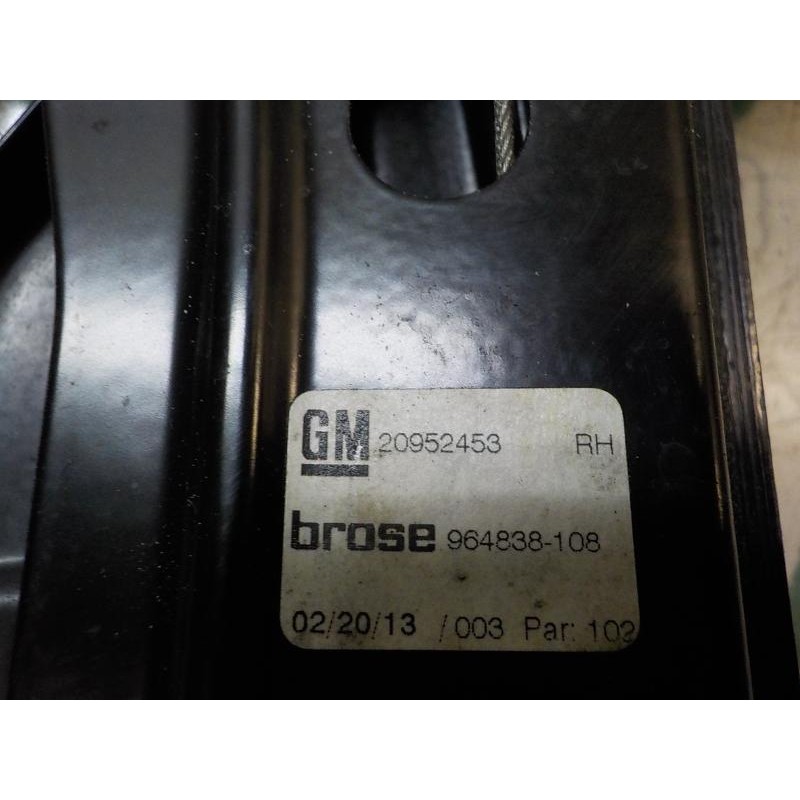 GM 20952453 RH
brose 964838-108
02/20/13 /003 Par: 102